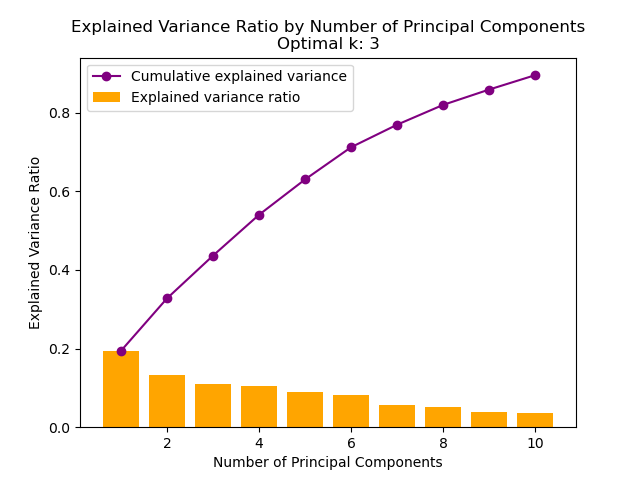 Explained Variance Ratio by Number of Principal Components
Optimal k: 3
Cumulative explained variance
Explained variance ratio
Explained Variance Ratio
0.8
0.6
0.4
0.2
0.0
2 4 6 8 10
Number of Principal Components